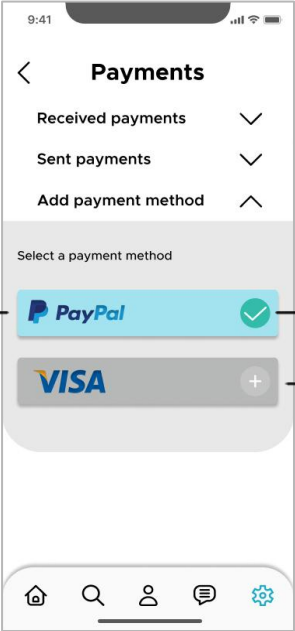 9:41
Payments
Received payments
Sent payments
Add payment method
Select a payment method
PayPal
VISA